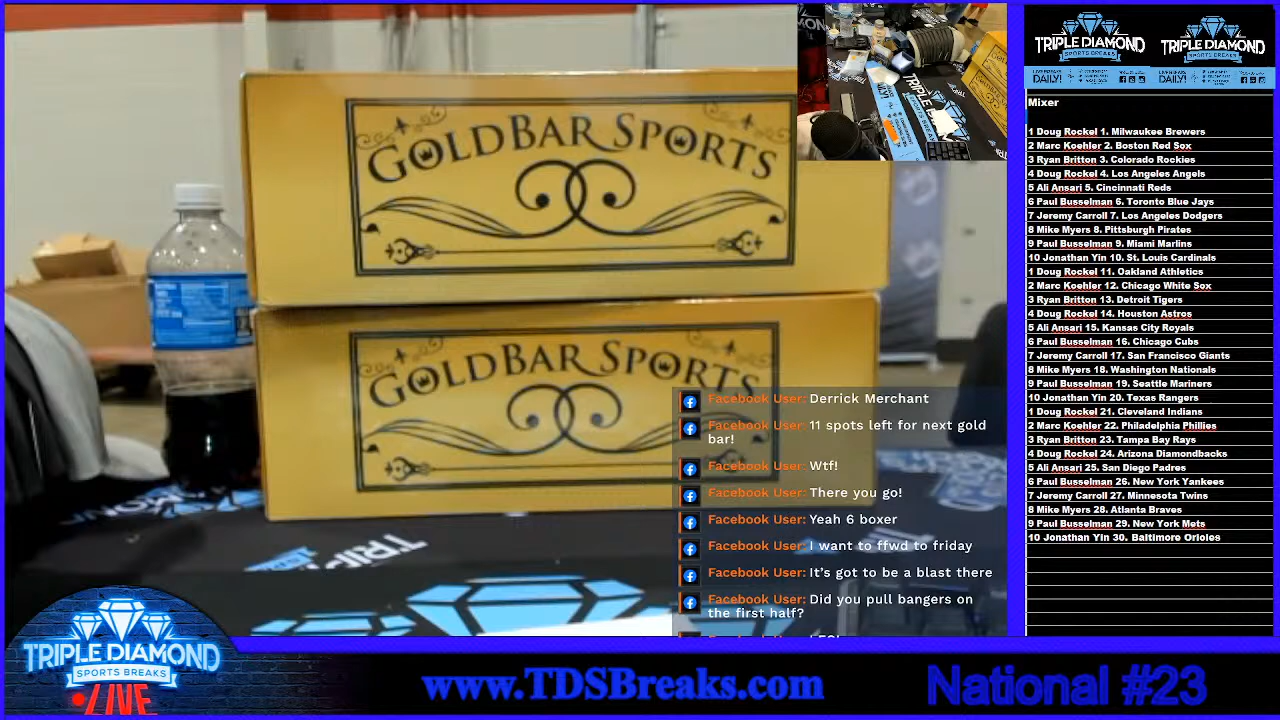 GOLDBAR SPORTS
GOLDBAR SPORTS
TRIPLE DIAMOND
SPORTS BREAKS
TRIPLE DIAMOND
SPORTS BREAKS
DAILY!
DAILY!
Mixer
1 Doug Rockel 1. Milwaukee Brewers
2 Marc Koehler 2. Boston Red Sox
3 Ryan Britton 3. Colorado Rockies
4 Doug Rockel 4. Los Angeles Angels
5 Ali Ansari 5. Cincinnati Reds
6 Paul Busselman 6. Toronto Blue Jays
7 Jeremy Carroll 7. Los Angeles Dodgers
8 Mike Myers 8. Pittsburgh Pirates
9 Paul Busselman 9. Miami Marlins
10 Jonathan Yin 10. St. Louis Cardinals
1 Doug Rockel 11. Oakland Athletics
2 Marc Koehler 12. Chicago White Sox
3 Ryan Britton 13. Detroit Tigers
4 Doug Rockel 14. Houston Astros
5 Ali Ansari 15. Kansas City Royals
6 Paul Busselman 16. Chicago Cubs
7 Jeremy Carroll 17. San Francisco Giants
8 Mike Myers 18. Washington Nationals
9 Paul Busselman 19. Seattle Mariners
10 Jonathan Yin 20. Texas Rangers
1 Doug Rockel 21. Cleveland Indians
2 Marc Koehler 22. Philadelphia Phillies
3 Ryan Britton 23. Tampa Bay Rays
4 Doug Rockel 24. Arizona Diamondbacks
5 Ali Ansari 25. San Diego Padres
6 Paul Busselman 26. New York Yankees
7 Jeremy Carroll 27. Minnesota Twins
8 Mike Myers 28. Atlanta Braves
9 Paul Busselman 29. New York Mets
10 Jonathan Yin 30. Baltimore Orioles
Facebook User: Derrick Merchant
Facebook User: 11 spots left for next gold
bar!
Facebook User: Wtf!
Facebook User: There you go!
Facebook User: Yeah 6 boxer
Facebook User: I want to ffwd to friday
Facebook User: It's got to be a blast there
Facebook User: Did you pull bangers on
the first half?
TRIPLE DIAMOND
SPORTS BREAKS
LIVE
www.TDSBreaks.com
National #23